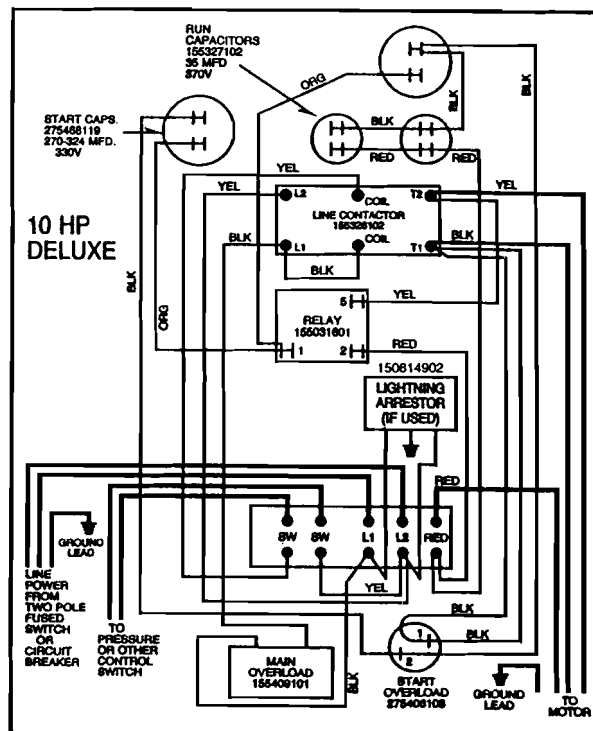 RUN
CAPACITORS
155327102
35 MFD
370V
ORG
BLK
BLK
START CAPS.
275468119
270-324 MFD.
330V
BLK
RED
RED
YEL
YEL
L2
COIL
T2
YEL
LINE CONTACTOR
155326102
10 HP
DELUXE
BLK
L1
COIL
T1
BLK
BLK
BLK
ORG
5
YEL
RELAY
155031601
1
2
RED
150814902
LIGHTNING
ARRESTOR
(IF USED)
RED
SW
SW
L1
L2
RED
GROUND
LEAD
YEL
LINE
POWER
FROM
TWO POLE
FUSED
SWITCH
OR
CIRCUIT
BREAKER
TO
PRESSURE
OR OTHER
CONTROL
SWITCH
BLK
1
BLK
2
MAIN
OVERLOAD
155409101
BLK
START
OVERLOAD
275406108
GROUND
LEAD
TO
MOTOR